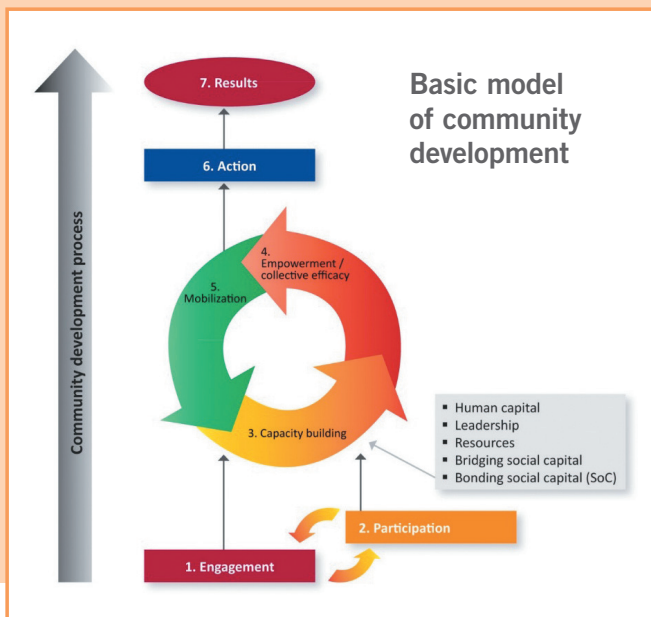 Basic model
of community
development
7. Results
6. Action
4.
Empowerment /
collective efficacy
5.
Mobilization
3. Capacity building
▪ Human capital
▪ Leadership
▪ Resources
▪ Bridging social capital
▪ Bonding social capital (SoC)
2. Participation
1. Engagement
Community development process